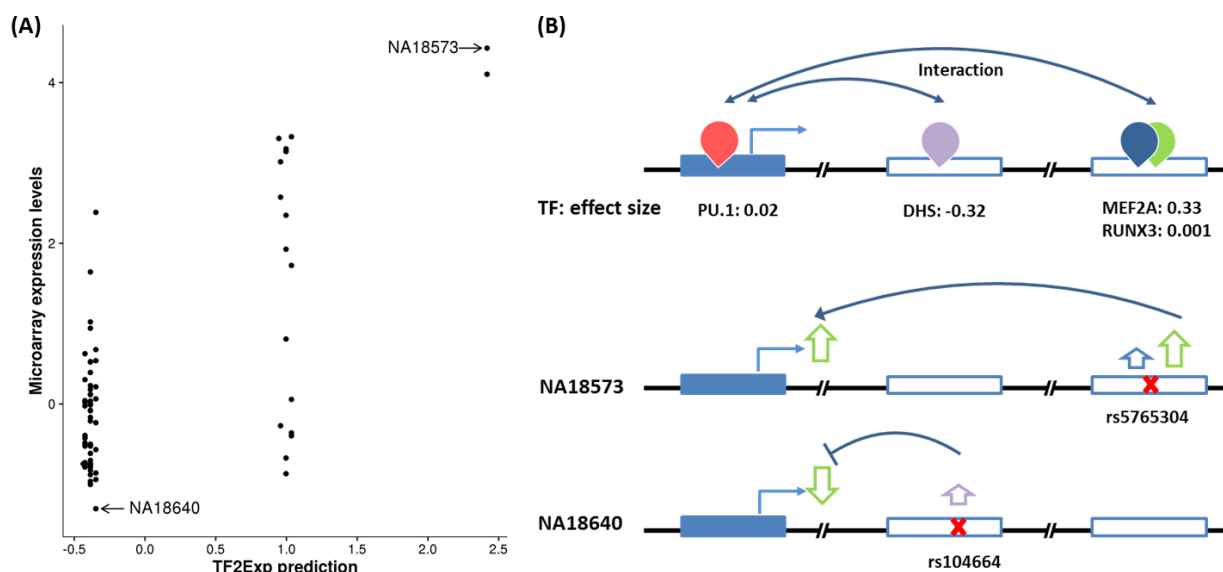 (A)
Microarray expression levels
4
2
0
NA18573
NA18640
-0.5
0.0
0.5
1.0
1.5
2.0
2.5
TF2Exp prediction
(B)
Interaction
TF: effect size
PU.1: 0.02
DHS: -0.32
MEF2A: 0.33
RUNX3: 0.001
NA18573
rs5765304
NA18640
rs104664